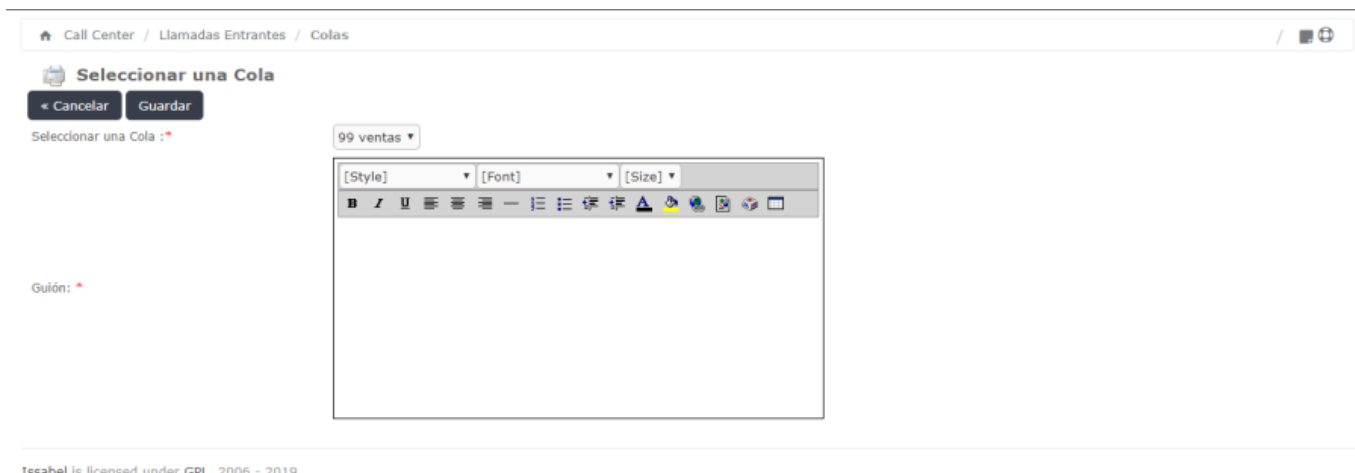 Call Center / Llamadas Entrantes / Colas /
Seleccionar una Cola
« Cancelar Guardar
Seleccionar una Cola :* 99 ventas
[Style] [Font] [Size]
B I U A
Guión: *
Issabel is licensed under GPL. 2006 - 2019.